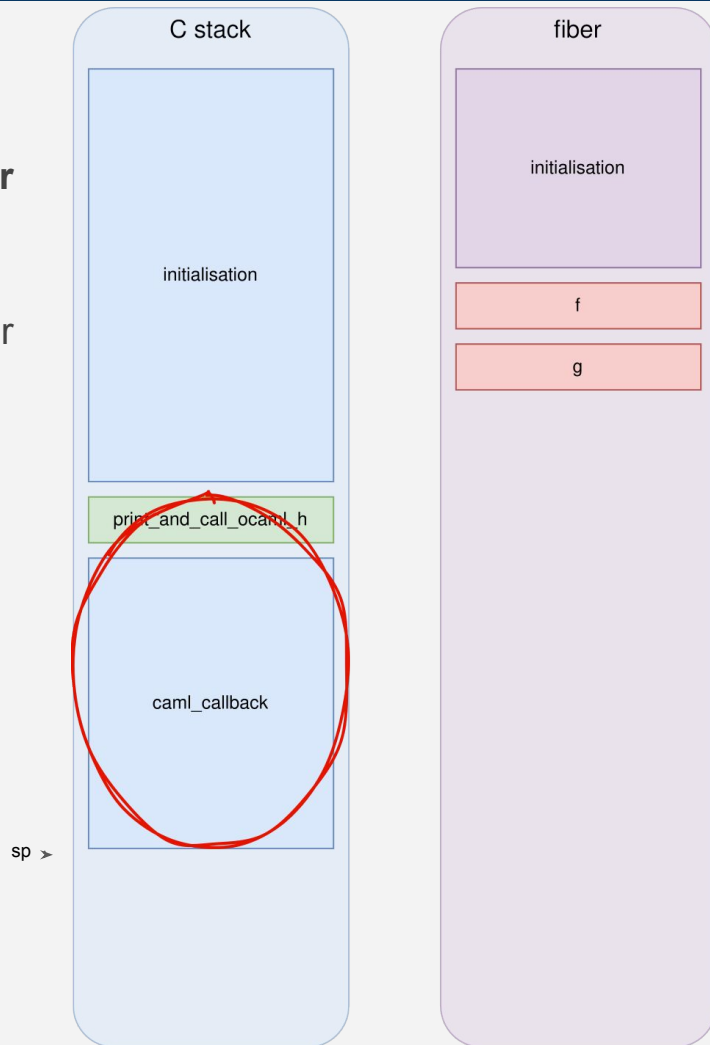 C stack
initialisation
print_and_call_ocaml_h
caml_callback
sp
fiber
initialisation
f
g
r
r